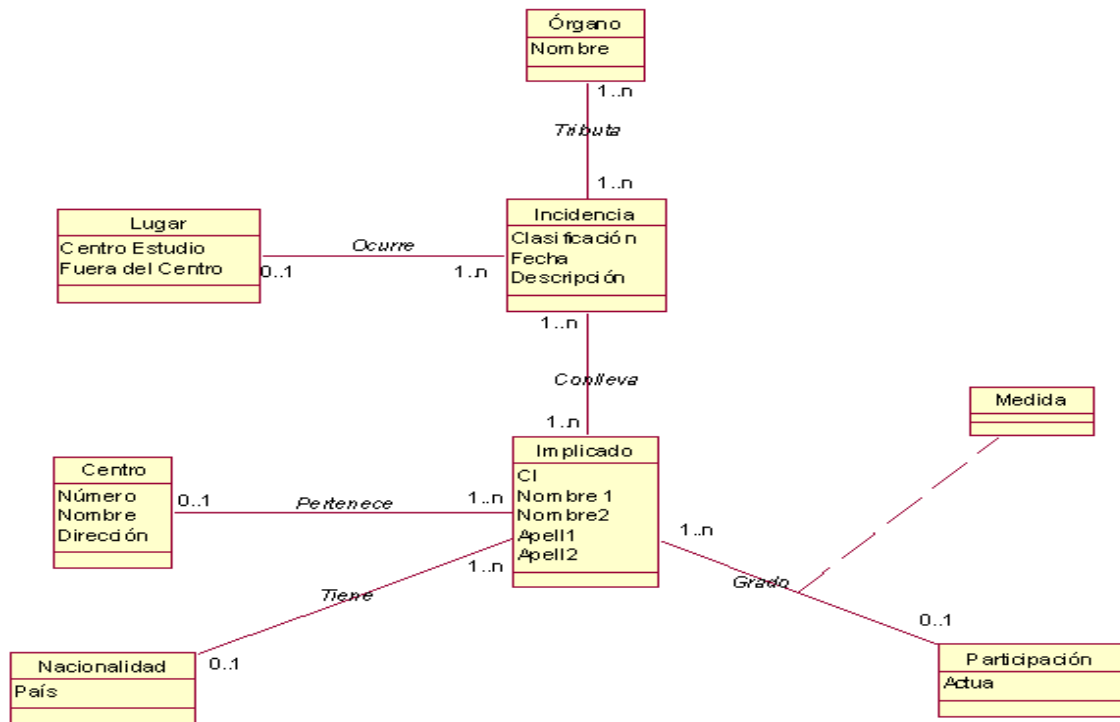 Órgano
Nombre
1..n
Tributa
1..n
Lugar
Centro Estudio
Fuera del Centro
0..1
Ocurre
1..n
Incidencia
Clasificación
Fecha
Descripción
1..n
Conlleva
1..n
Medida
Centro
Número
Nombre
Dirección
0..1
Pertenece
1..n
Implicado
CI
Nombre 1
Nombre2
Apell1
Apell2
1..n
Grado
0..1
1..n
Tiene
0..1
Nacionalidad
País
Participación
Actua